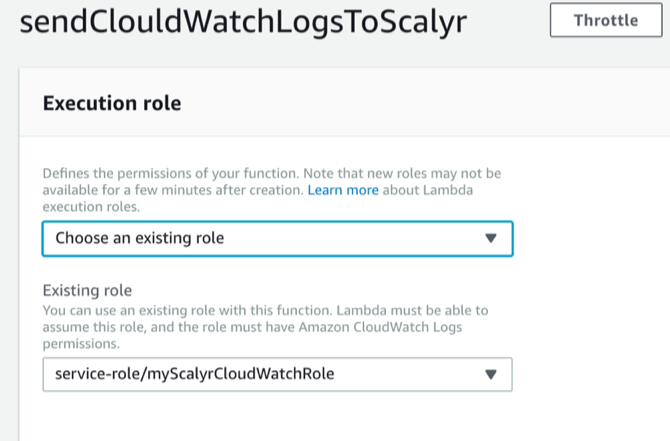 sendClouldWatchLogsToScalyr
Throttle
Execution role
Defines the permissions of your function. Note that new roles may not be
available for a few minutes after creation. Learn more about Lambda
execution roles.
Choose an existing role
Existing role
You can use an existing role with this function. Lambda must be able to
assume this role, and the role must have Amazon CloudWatch Logs
permissions.
service-role/myScalyrCloudWatchRole